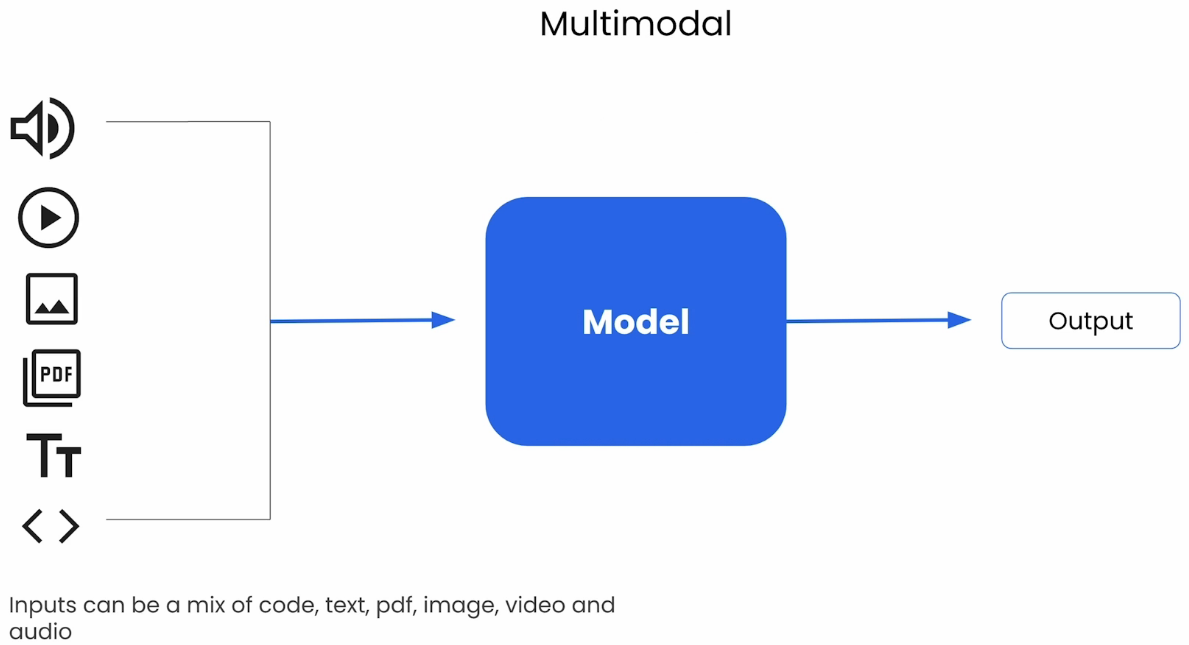 Multimodal
PDF
Tт
Model
Output
Inputs can be a mix of code, text, pdf, image, video and
audio